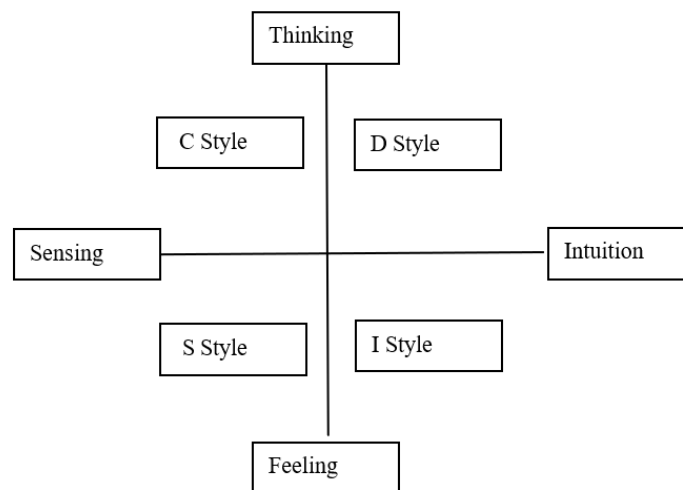 Thinking
C Style
D Style
Sensing
Intuition
S Style
I Style
Feeling